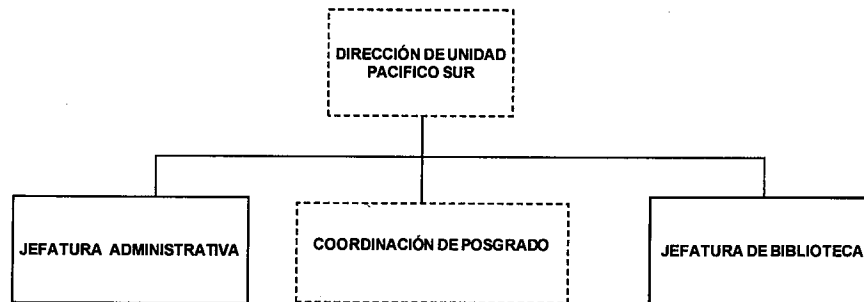 DIRECCIÓN DE UNIDAD
PACIFICO SUR
JEFATURA ADMINISTRATIVA
COORDINACIÓN DE POSGRADO
JEFATURA DE BIBLIOTECA